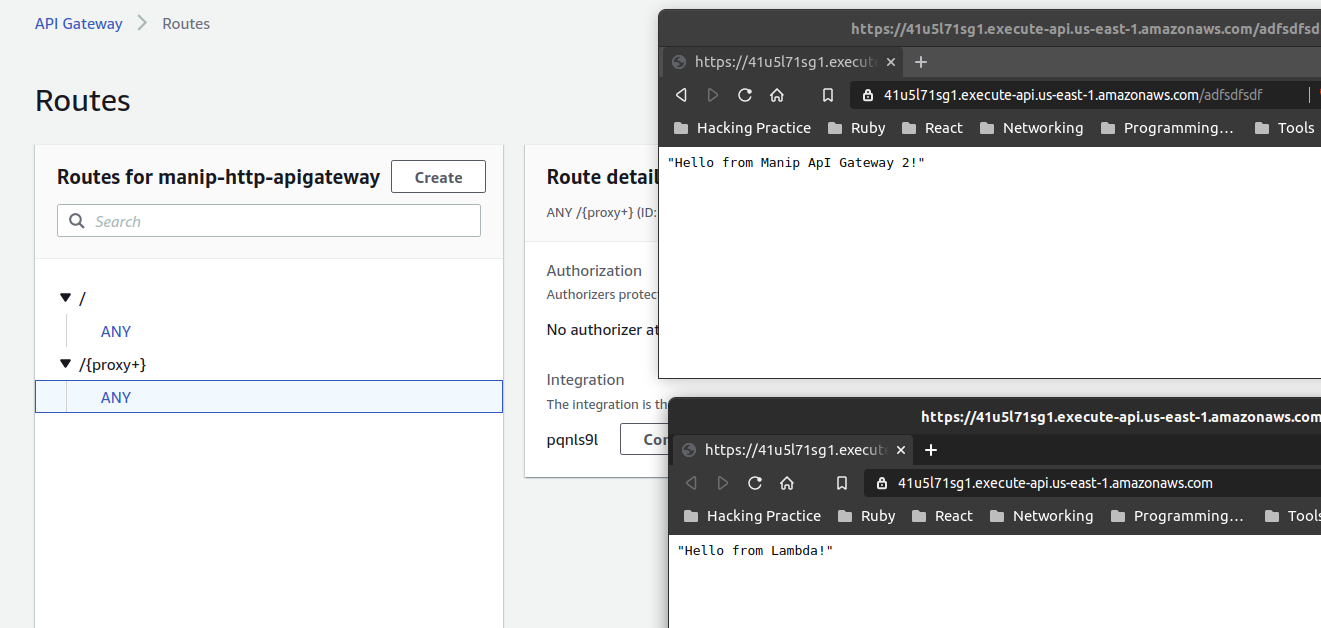 API Gateway Routes
Routes
Routes for manip-http-apigateway Create
Search
/
ANY
/{proxy+}
ANY
Route detail
ANY /{proxy+} (ID:
Authorization
Authorizers protec
No authorizer at
Integration
The integration is th
pqnls9l Con
https://41u5l71sg1.execute-api.us-east-1.amazonaws.com/adfsdfsd
https://41u5l71sg1.execut
41u5l71sg1.execute-api.us-east-1.amazonaws.com/adfsdfsdf
Hacking Practice Ruby React Networking Programming... Tools
"Hello from Manip ApI Gateway 2!"
https://41u5l71sg1.execute-api.us-east-1.amazonaws.com
https://41u5l71sg1.execut
41u5l71sg1.execute-api.us-east-1.amazonaws.com
Hacking Practice Ruby React Networking Programming... Tools
"Hello from Lambda!"